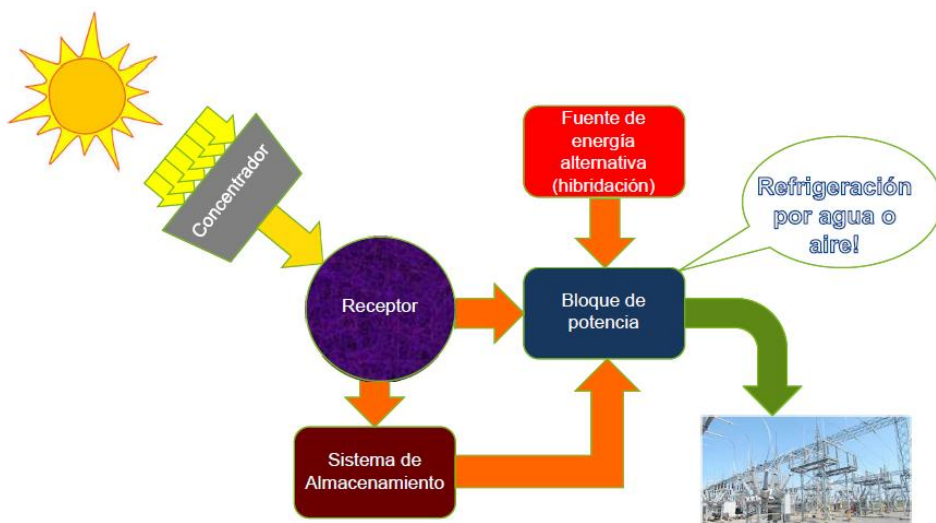 Concentrador
Fuente de
energía
alternativa
(hibridación)
Refrigeración
por agua o
aire!
Receptor
Bloque de
potencia
Sistema de
Almacenamiento